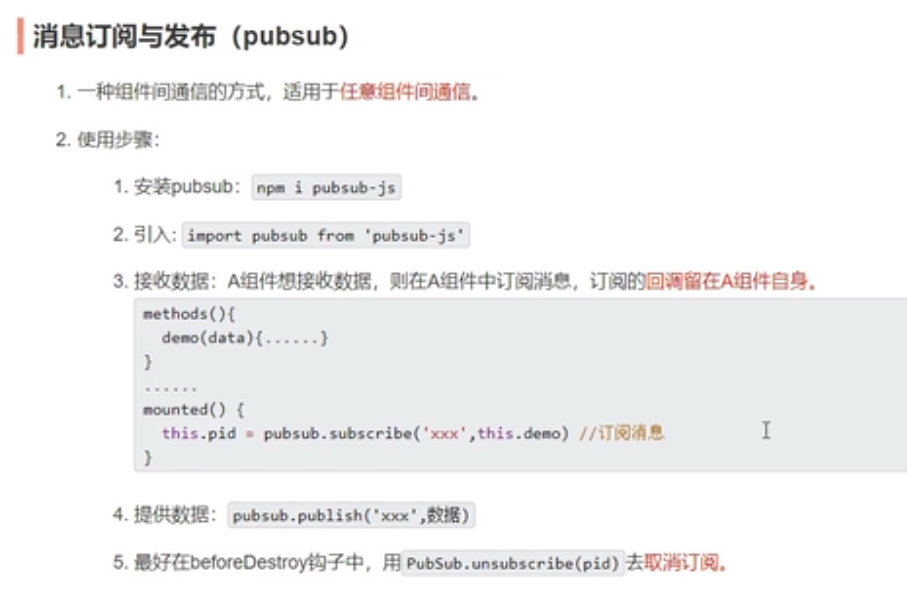 消息订阅与发布（pubsub）
1. 一种组件间通信的方式，适用于任意组件间通信。
2. 使用步骤：
1. 安装pubsub：npm i pubsub-js
2. 引入: import pubsub from 'pubsub-js'
3. 接收数据：A组件想接收数据，则在A组件中订阅消息，订阅的回调留在A组件自身。
methods(){
  demo(data){......}
}
......
mounted() {
  this.pid = pubsub.subscribe('xxx',this.demo) //订阅消息
}
4. 提供数据：pubsub.publish('xxx',数据)
5. 最好在beforeDestroy钩子中，用PubSub.unsubscribe(pid)去取消订阅。